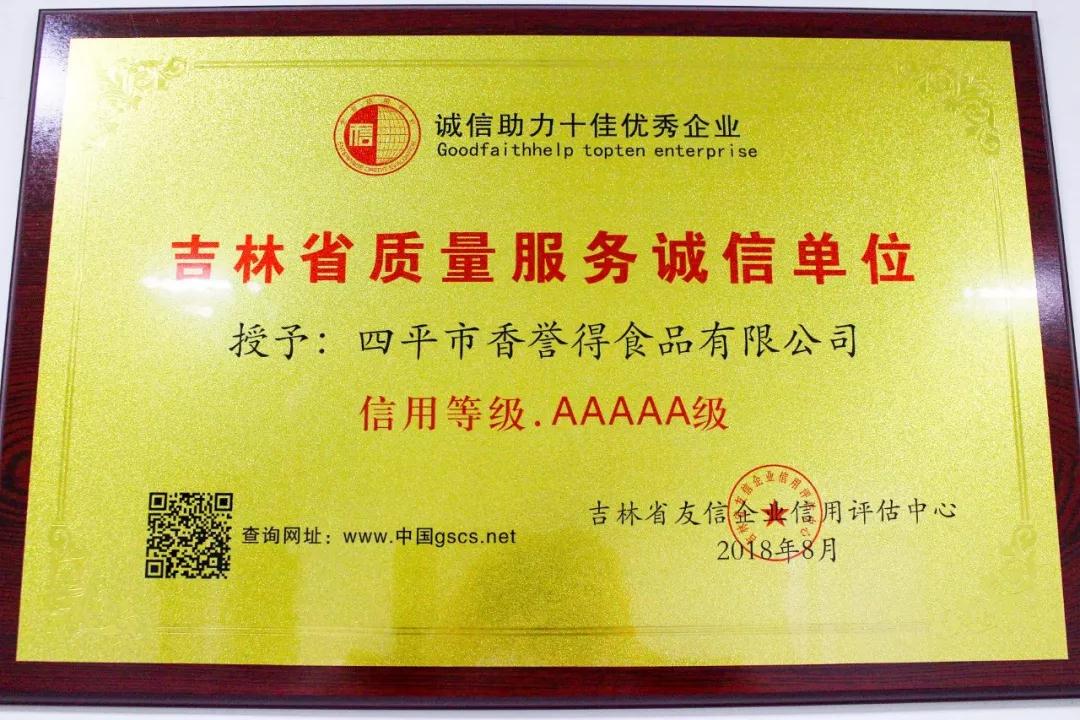 诚信助力十佳优秀企业
Goodfaithhelp topten enterprise
信
吉林省质量服务诚信单位
授予：四平市香誉得食品有限公司
信用等级.AAAAA级
查询网址：www.中国gscs.net
吉林省友信企业信用评估中心
2018年8月